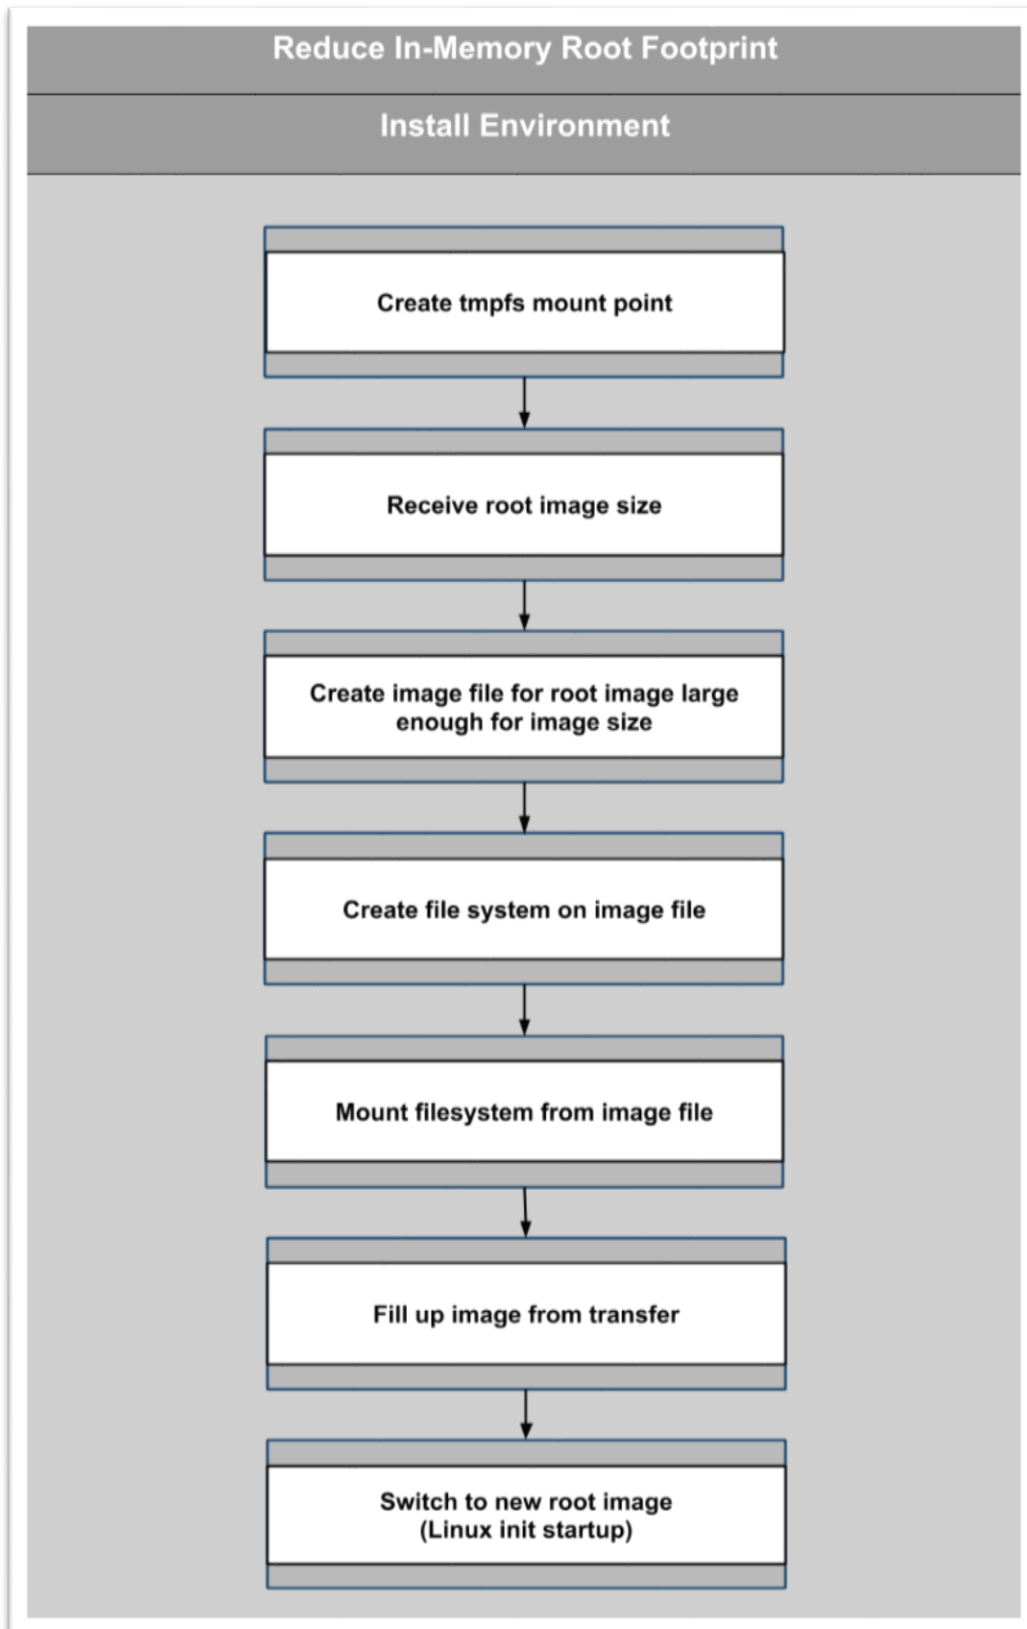 Reduce In-Memory Root Footprint
Install Environment
Create tmpfs mount point
Receive root image size
Create image file for root image large
enough for image size
Create file system on image file
Mount filesystem from image file
Fill up image from transfer
Switch to new root image
(Linux init startup)